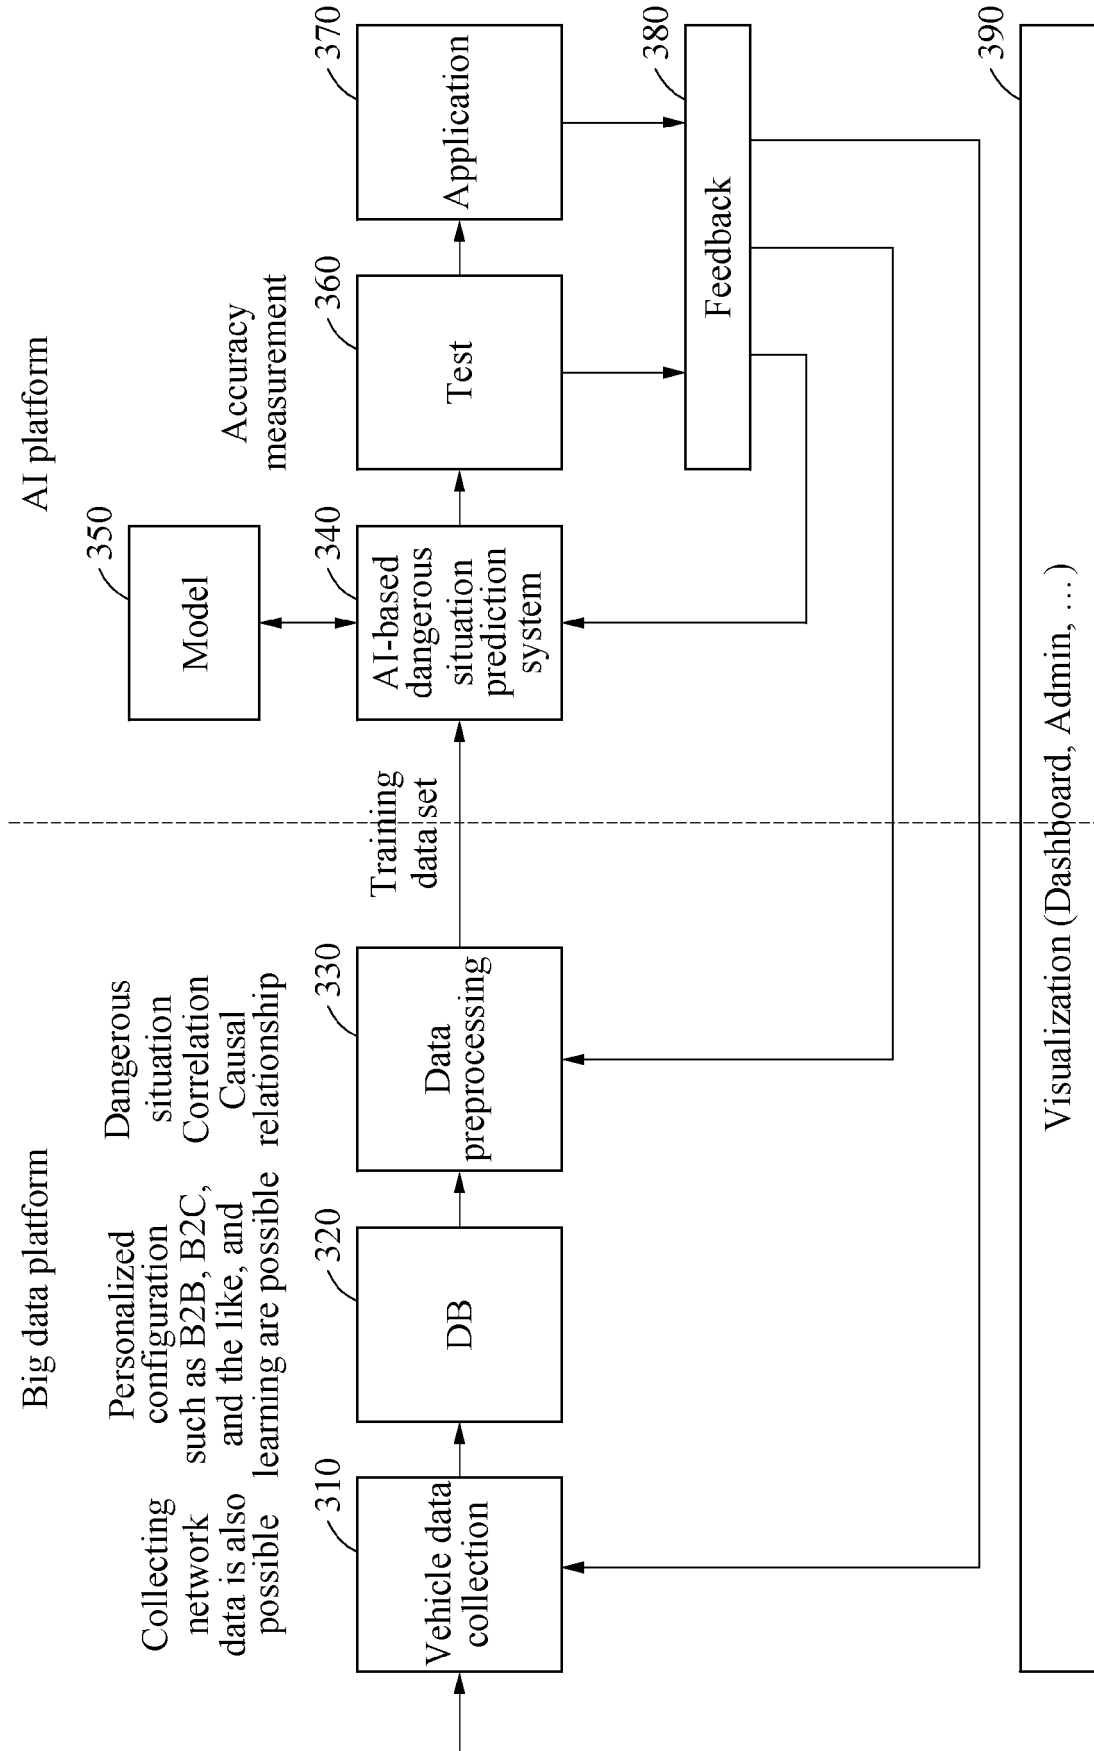 Big data platform
AI platform
Collecting
network
data is also
possible
Personalized
configuration
such as B2B, B2C,
and the like, and
learning are possible
Dangerous
situation
Correlation
Causal
relationship
Accuracy
measurement
350
Model
310
Vehicle data
collection
320
DB
330
Data
preprocessing
Training
data set
340
AI-based
dangerous
situation
prediction
system
360
Test
370
Application
380
Feedback
390
Visualization (Dashboard, Admin, …)